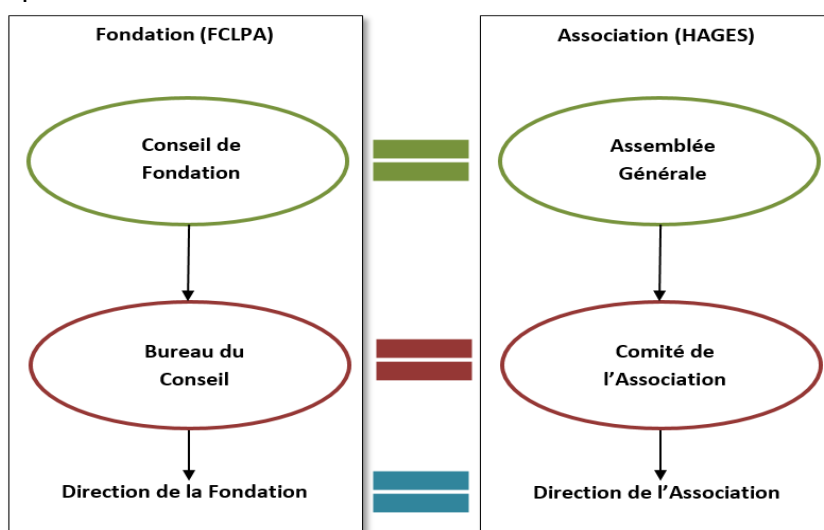 Fondation (FCLPA)
Conseil de
Fondation
Bureau du
Conseil
Direction de la Fondation
Association (HAGES)
Assemblée
Générale
Comité de
l'Association
Direction de l'Association